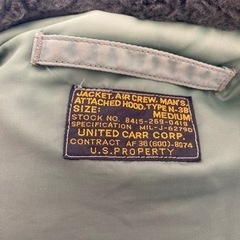 JACKET, AIR CREW, MAN'S
ATTACHED HOOD, TYPE N-3B
SIZE:
MEDIUM
STOCK NO. 8415-269-0419
SPECIFICATION MIL-J-6279D
UNITED CARR CORP.
CONTRACT AF 36(600)-8074
U.S. PROPERTY